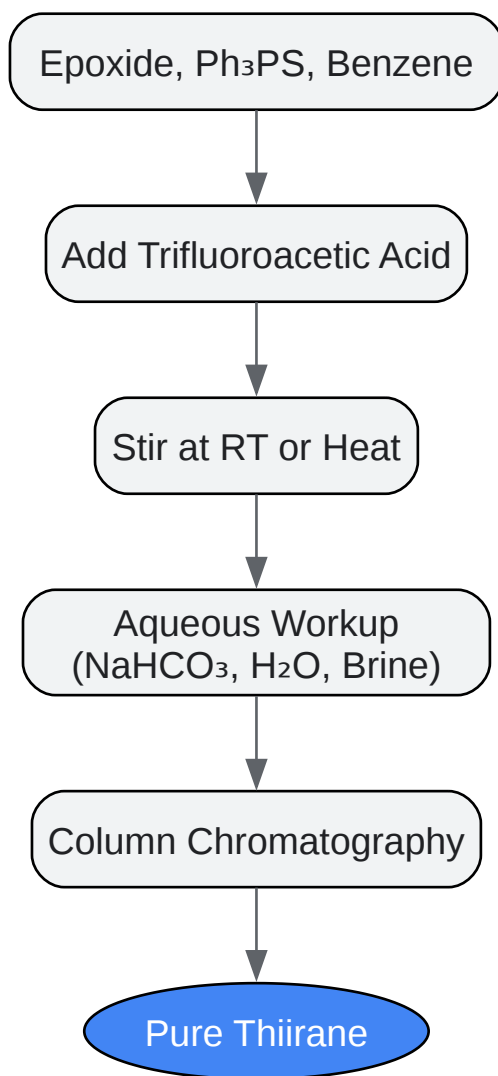 Epoxide, Ph₃PS, Benzene
Add Trifluoroacetic Acid
Stir at RT or Heat
Aqueous Workup
(NaHCO₃, H₂O, Brine)
Column Chromatography
Pure Thiirane